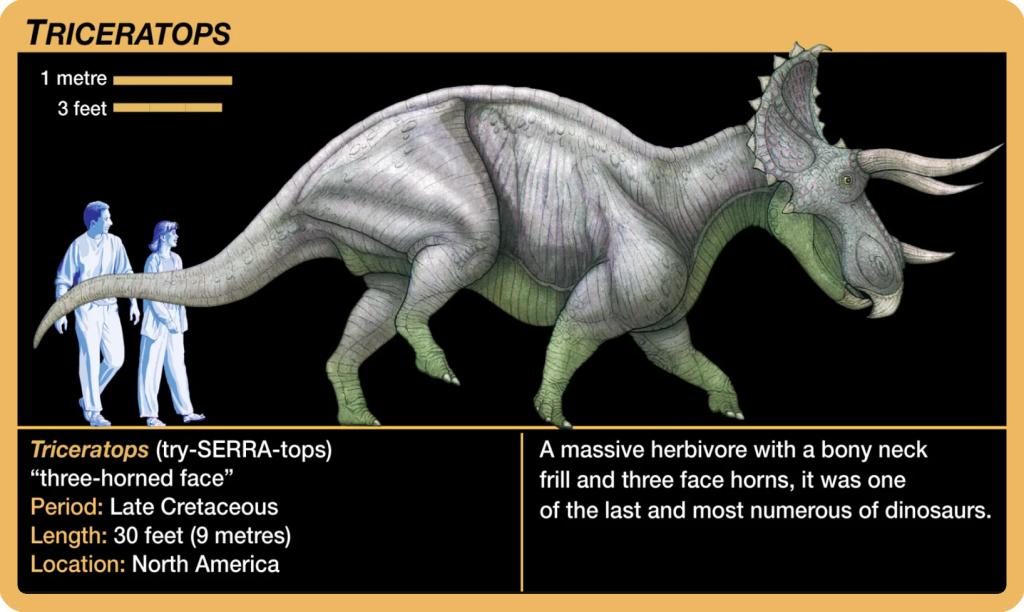 TRICERATOPS
1 metre
3 feet
Triceratops (try-SERRA-tops)
“three-horned face”
Period: Late Cretaceous
Length: 30 feet (9 metres)
Location: North America
A massive herbivore with a bony neck
frill and three face horns, it was one
of the last and most numerous of dinosaurs.